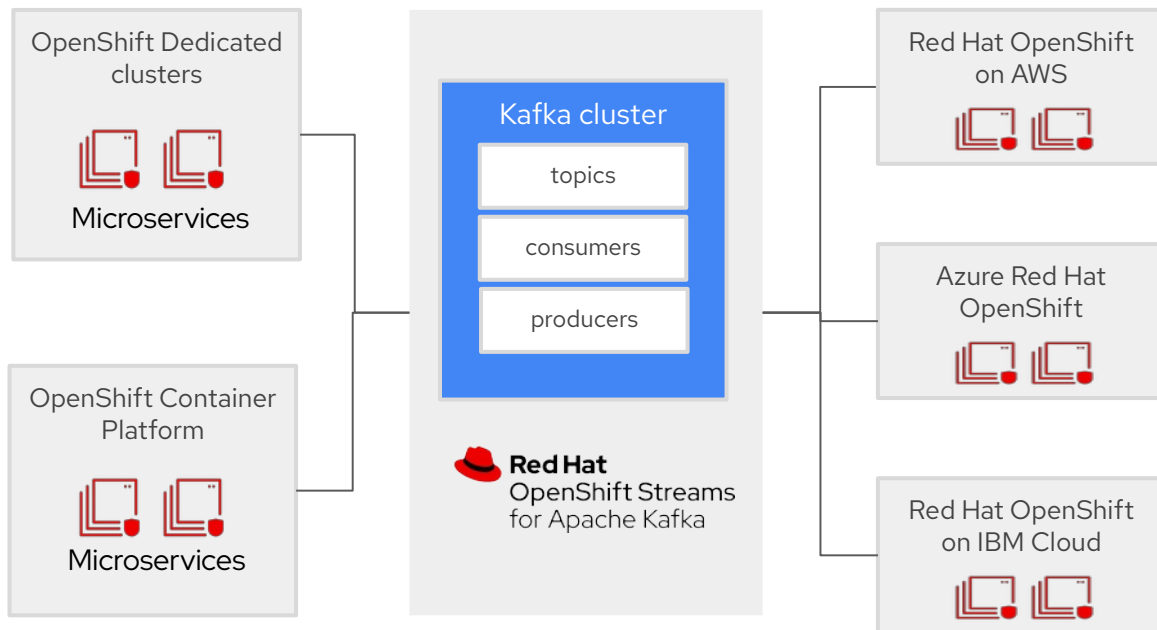 OpenShift Dedicated
clusters
Microservices
OpenShift Container
Platform
Microservices
Kafka cluster
topics
consumers
producers
Red Hat
OpenShift Streams
for Apache Kafka
Red Hat OpenShift
on AWS
Azure Red Hat
OpenShift
Red Hat OpenShift
on IBM Cloud